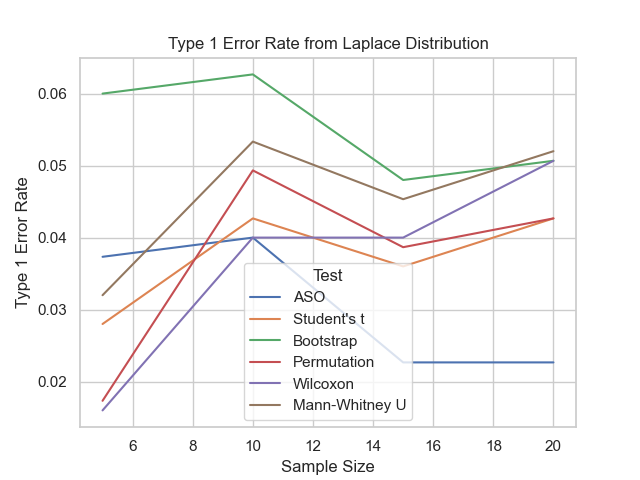 Type 1 Error Rate from Laplace Distribution
0.06
0.05
0.04
0.03
0.02
Type 1 Error Rate
Test
ASO
Student's t
Bootstrap
Permutation
Wilcoxon
Mann-Whitney U
6 8 10 12 14 16 18 20
Sample Size